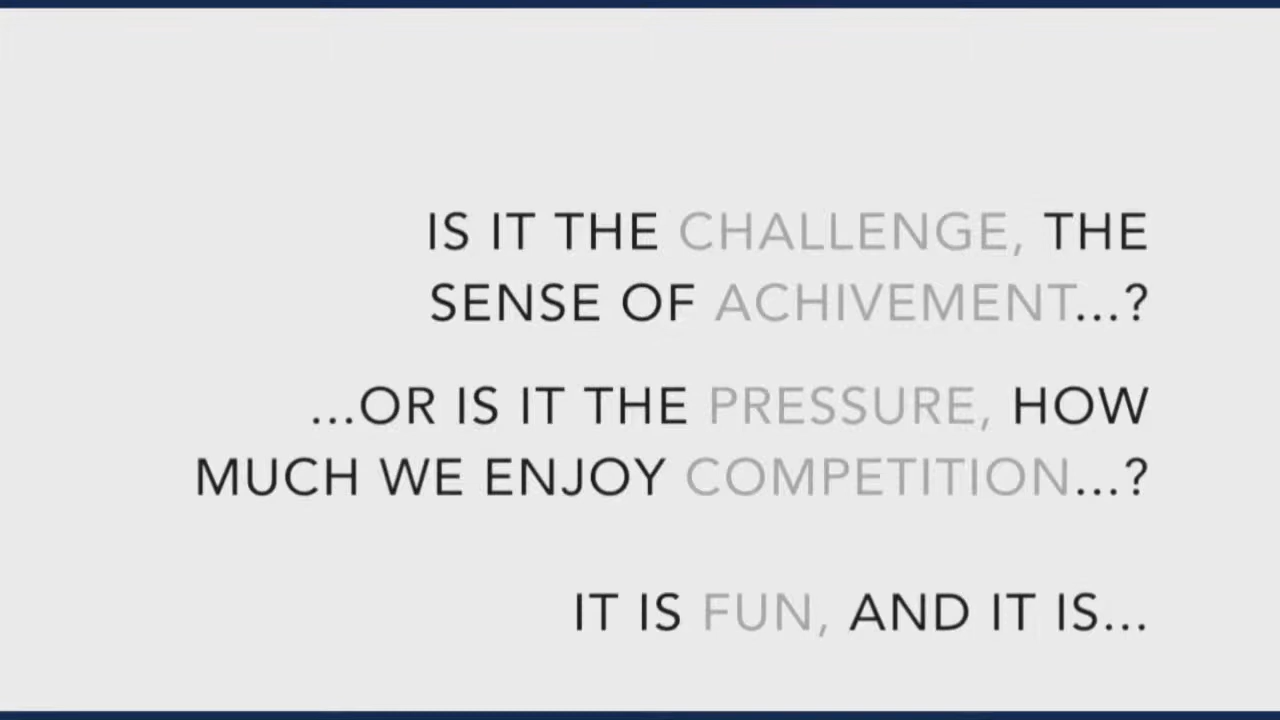 IS IT THE CHALLENGE, THE
SENSE OF ACHIVEMENT...?
...OR IS IT THE PRESSURE, HOW
MUCH WE ENJOY COMPETITION...?
IT IS FUN, AND IT IS...